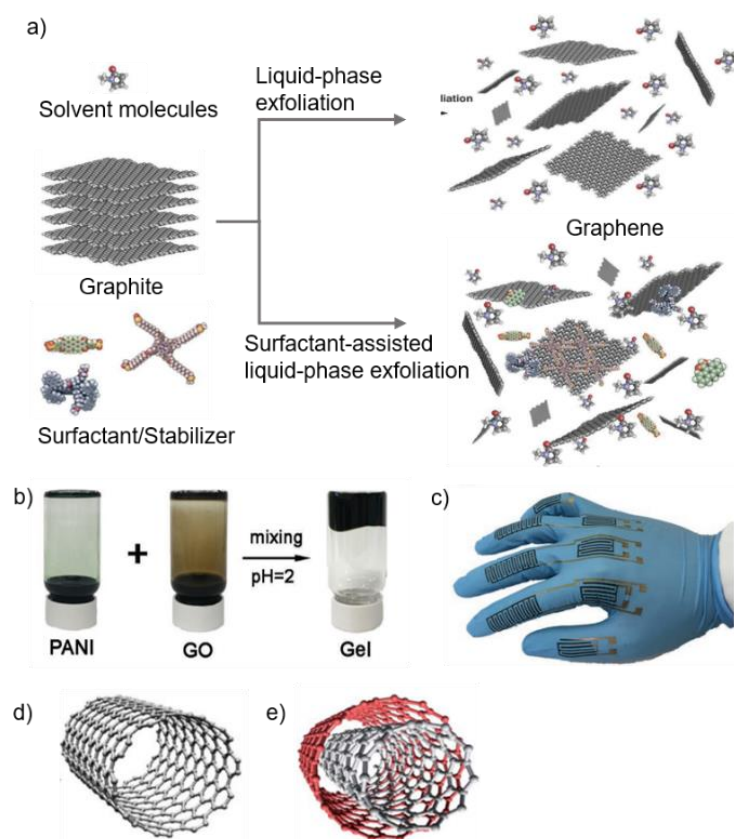 a)
Solvent molecules
Liquid-phase
exfoliation
liation
Graphite
Graphene
Surfactant-assisted
liquid-phase exfoliation
Surfactant/Stabilizer
b)
PANI
+
GO
mixing
pH=2
Gel
c)
d)
e)